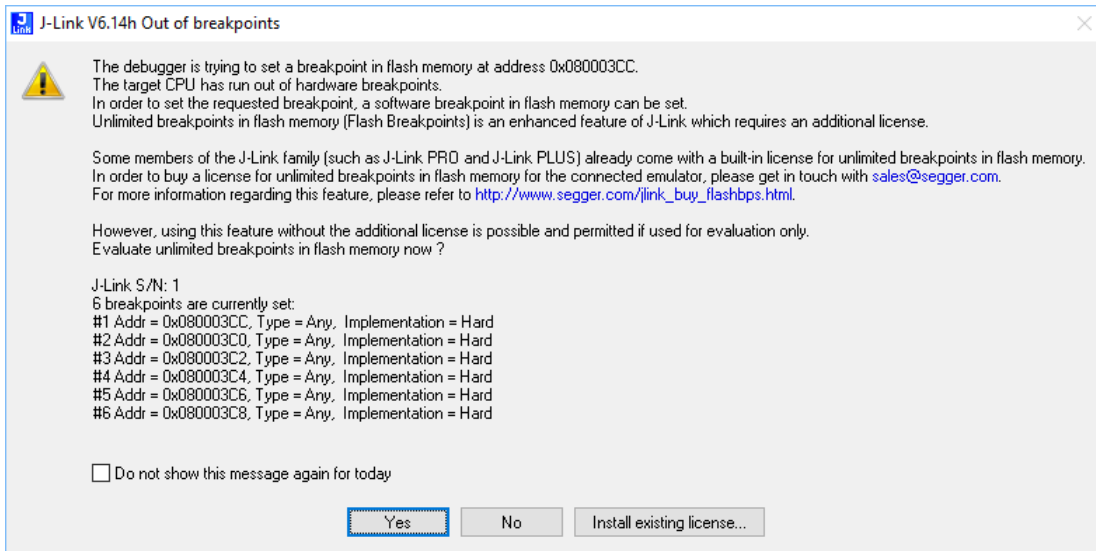 J-Link V6.14h Out of breakpoints
The debugger is trying to set a breakpoint in flash memory at address 0x080003CC.
The target CPU has run out of hardware breakpoints.
In order to set the requested breakpoint, a software breakpoint in flash memory can be set.
Unlimited breakpoints in flash memory (Flash Breakpoints) is an enhanced feature of J-Link which requires an additional license.
Some members of the J-Link family (such as J-Link PRO and J-Link PLUS) already come with a built-in license for unlimited breakpoints in flash memory.
In order to buy a license for unlimited breakpoints in flash memory for the connected emulator, please get in touch with sales@segger.com.
For more information regarding this feature, please refer to http://www.segger.com/jlink_buy_flashbps.html.
However, using this feature without the additional license is possible and permitted if used for evaluation only.
Evaluate unlimited breakpoints in flash memory now ?
J-Link S/N: 1
6 breakpoints are currently set:
#1 Addr = 0x080003CC, Type = Any, Implementation = Hard
#2 Addr = 0x080003C0, Type = Any, Implementation = Hard
#3 Addr = 0x080003C2, Type = Any, Implementation = Hard
#4 Addr = 0x080003C4, Type = Any, Implementation = Hard
#5 Addr = 0x080003C6, Type = Any, Implementation = Hard
#6 Addr = 0x080003C8, Type = Any, Implementation = Hard
Do not show this message again for today
Yes No Install existing license...